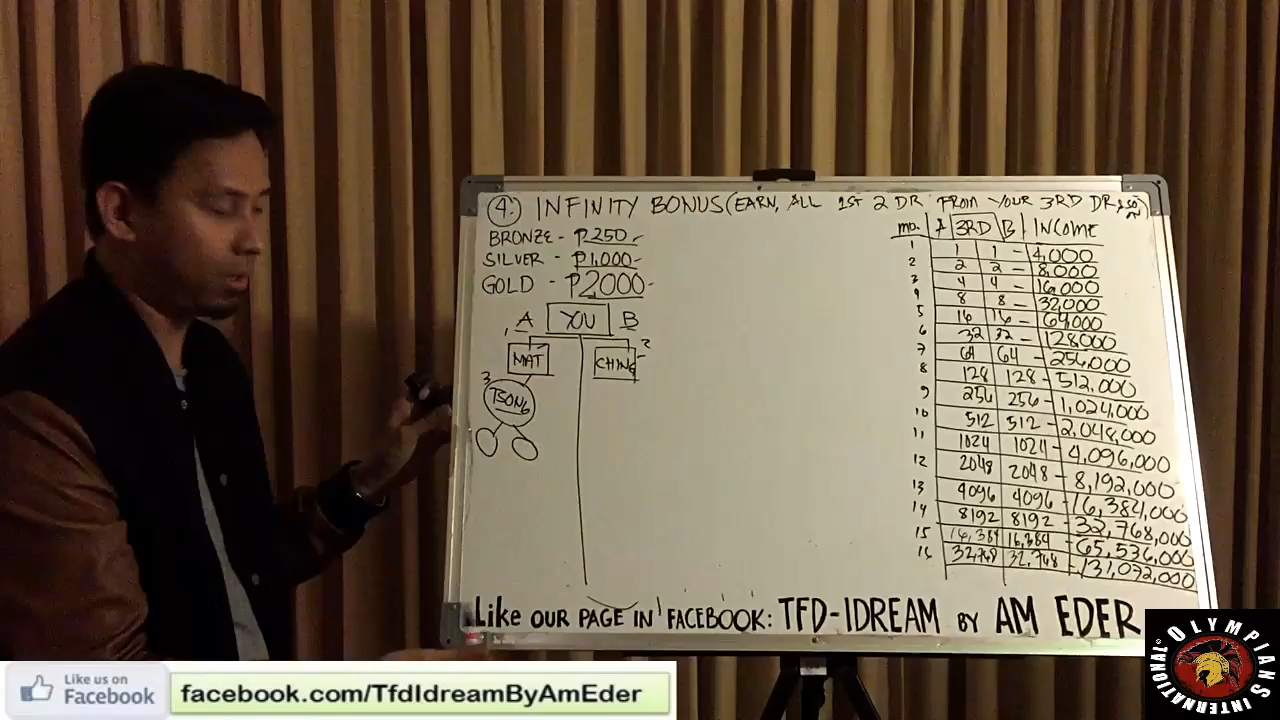 4. INFINITY BONUS (EARN, ALL 1ST 2 DR FROM YOUR 3RD DR &
BRONZE - ₱250-
SILVER - ₱1,000-
GOLD - ₱2000-
A YOU B
1 MAT CHING 2
3 TSONG
mo. A 3RD B INCOME
1 1 1 - 4,000
2 2 2 - 8,000
3 4 4 - 16,000
4 8 8 - 32,000
5 16 16 - 64,000
6 32 32 - 128,000
7 64 64 - 256,000
8 128 128 - 512,000
9 256 256 - 1,024,000
10 512 512 - 2,048,000
11 1024 1024 - 4,096,000
12 2048 2048 - 8,192,000
13 4096 4096 - 16,384,000
14 8192 8192 - 32,768,000
15 16,384 16,384 - 65,536,000
16 32,768 32,768 - 131,072,000
Like OUR PAGE IN FACEBOOK: TFD-IDREAM BY AM EDER
Like us on
Facebook
facebook.com/TfdIdreamByAmEder
OLYMPIANS
INTERNATIONAL